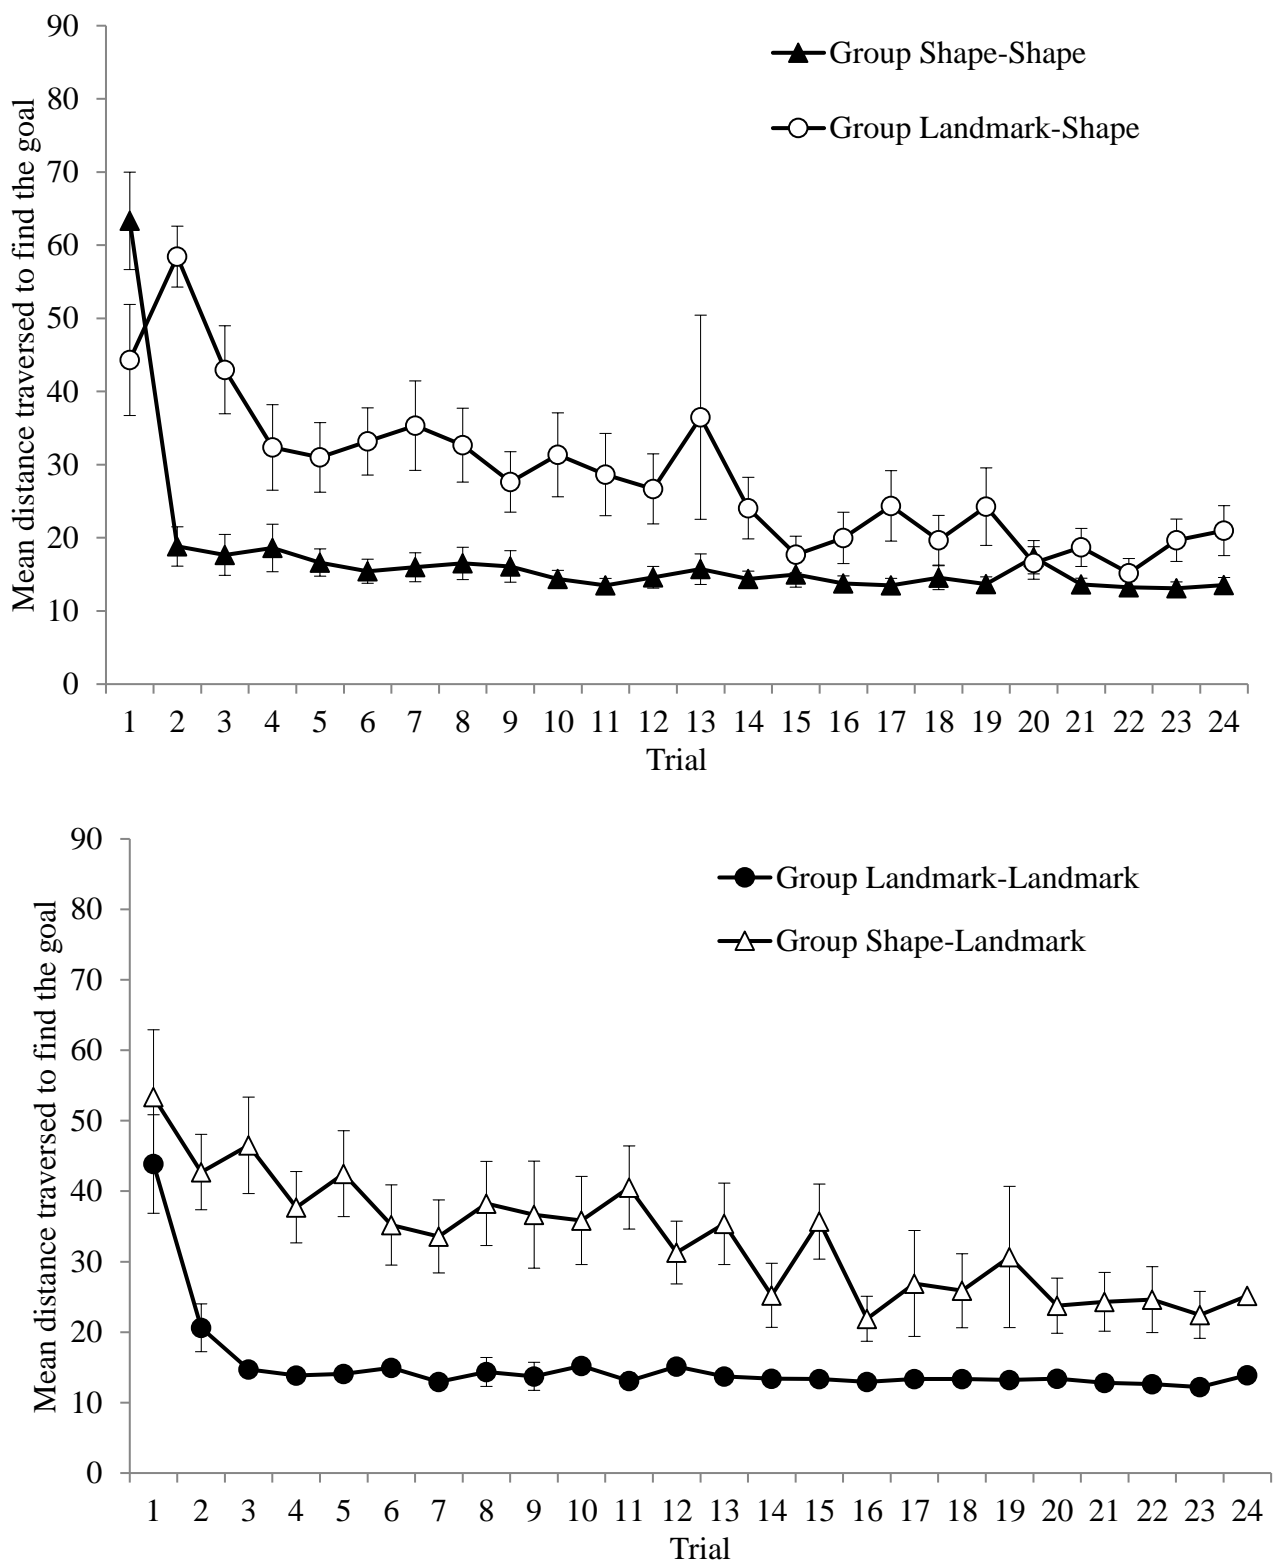 90
80
70
60
50
40
30
20
10
0
Mean distance traversed to find the goal
Group Shape-Shape
Group Landmark-Shape
1 2 3 4 5 6 7 8 9 10 11 12 13 14 15 16 17 18 19 20 21 22 23 24
Trial
90
80
70
60
50
40
30
20
10
0
Mean distance traversed to find the goal
Group Landmark-Landmark
Group Shape-Landmark
1 2 3 4 5 6 7 8 9 10 11 12 13 14 15 16 17 18 19 20 21 22 23 24
Trial